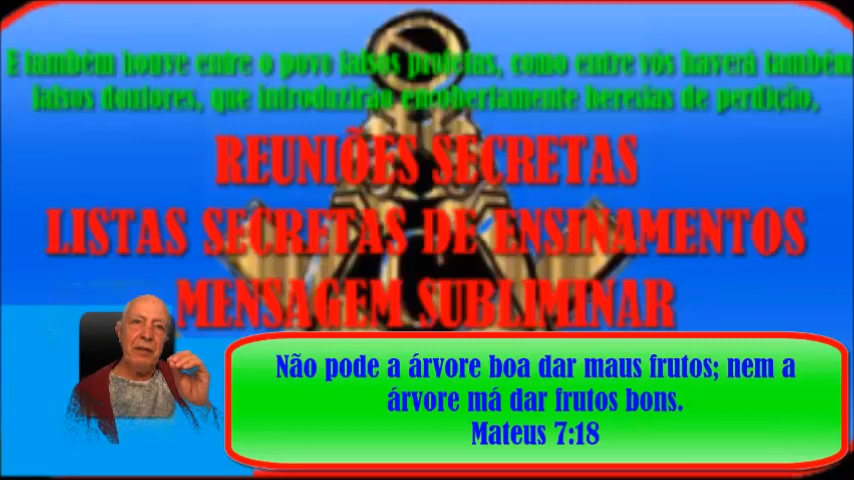 E também houve entre o povo falsos profetas, como entre vós haverá também
falsos doutores, que introduzirão encobertamente heresias de perdição,
REUNIÕES SECRETAS
LISTAS SECRETAS DE ENSINAMENTOS
MENSAGEM SUBLIMINAR
Não pode a árvore boa dar maus frutos; nem a
árvore má dar frutos bons.
Mateus 7:18